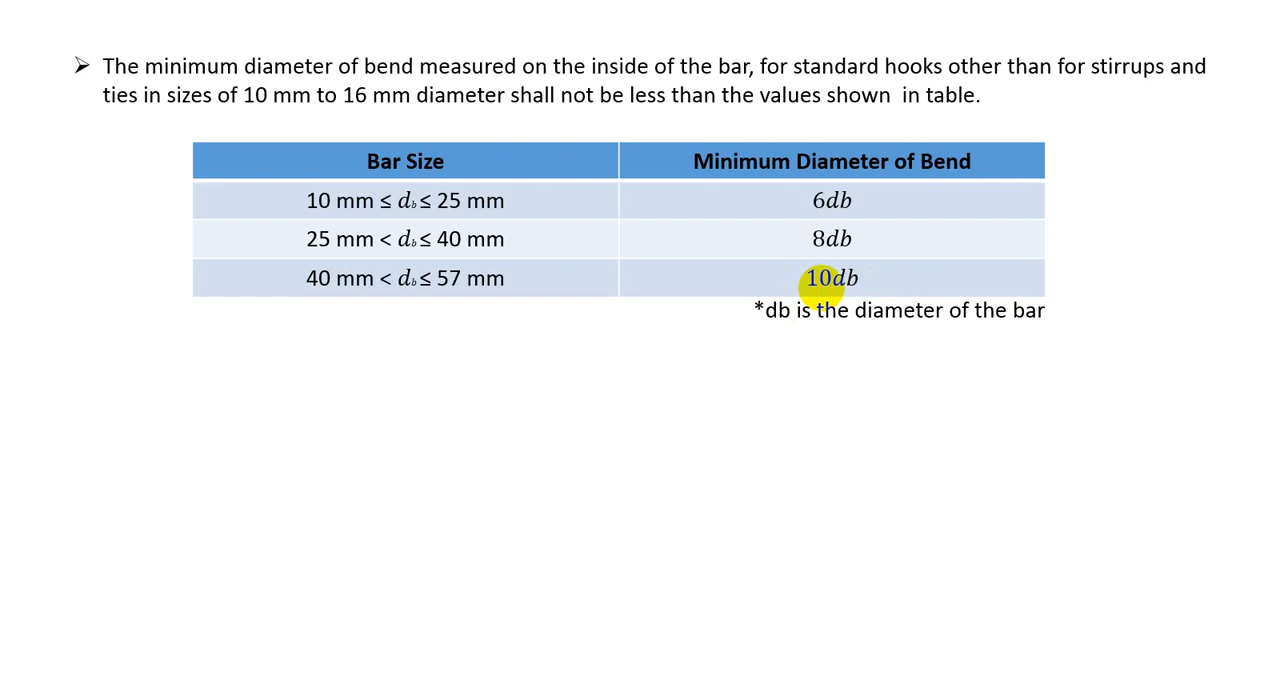 ➢ The minimum diameter of bend measured on the inside of the bar, for standard hooks other than for stirrups and
ties in sizes of 10 mm to 16 mm diameter shall not be less than the values shown in table.
Bar Size Minimum Diameter of Bend
10 mm ≤ d_b ≤ 25 mm 6db
25 mm < d_b ≤ 40 mm 8db
40 mm < d_b ≤ 57 mm 10db
*db is the diameter of the bar